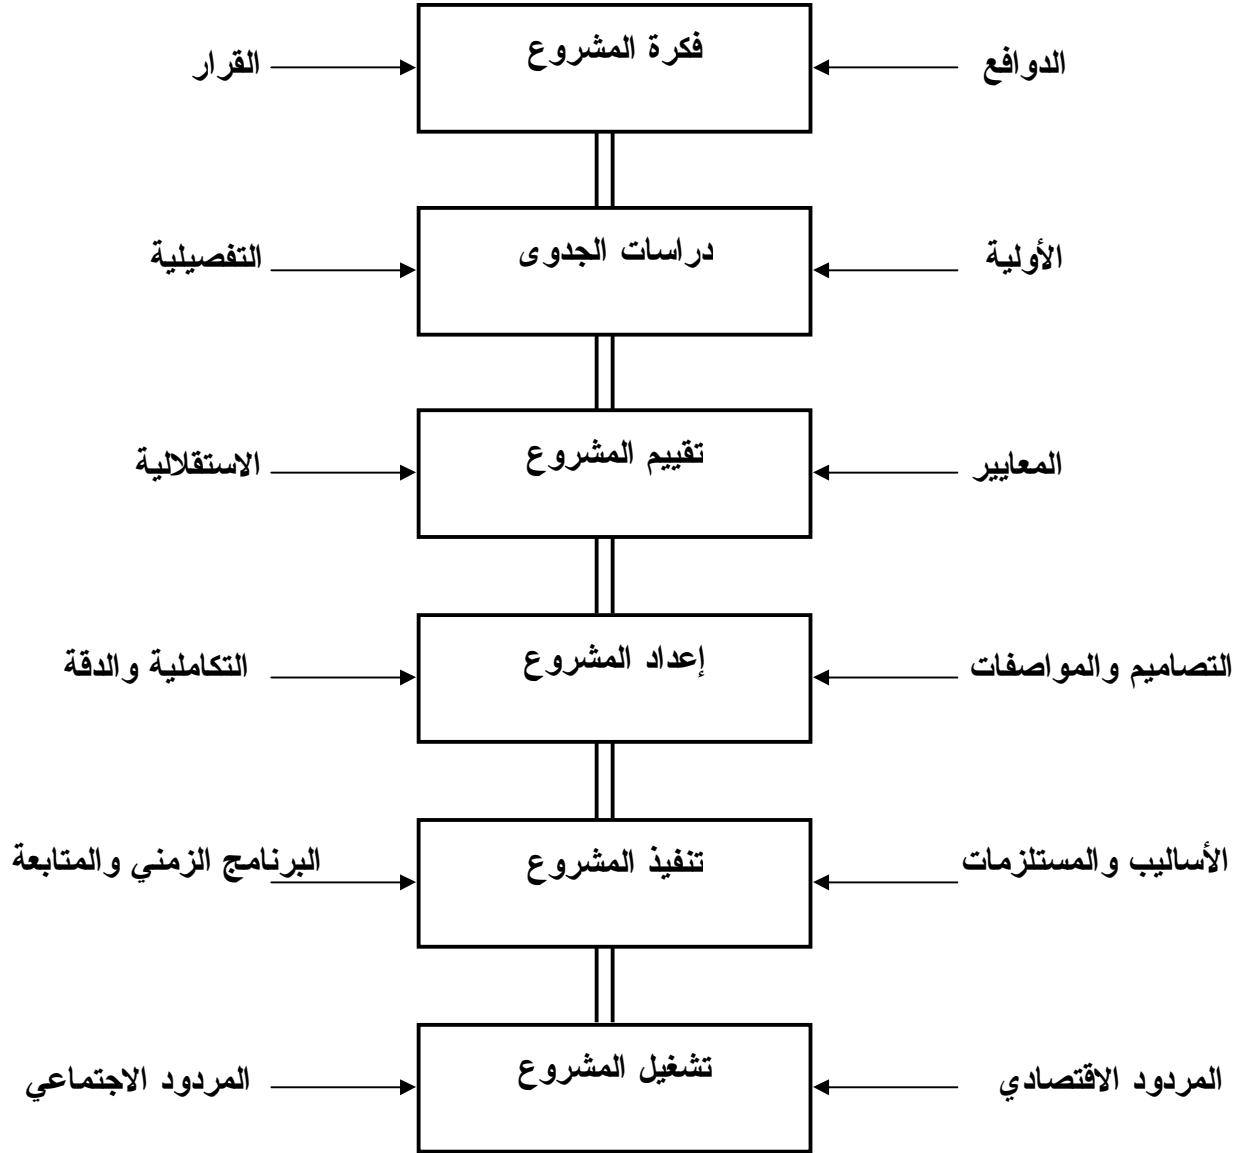 فكرة المشروع
الدوافع
القرار
دراسات الجدوى
الأولية
التفصيلية
تقييم المشروع
المعايير
الاستقلالية
إعداد المشروع
التصاميم والمواصفات
التكاملية والدقة
تنفيذ المشروع
الأساليب والمستلزمات
البرنامج الزمني والمتابعة
تشغيل المشروع
المردود الاقتصادي
المردود الاجتماعي